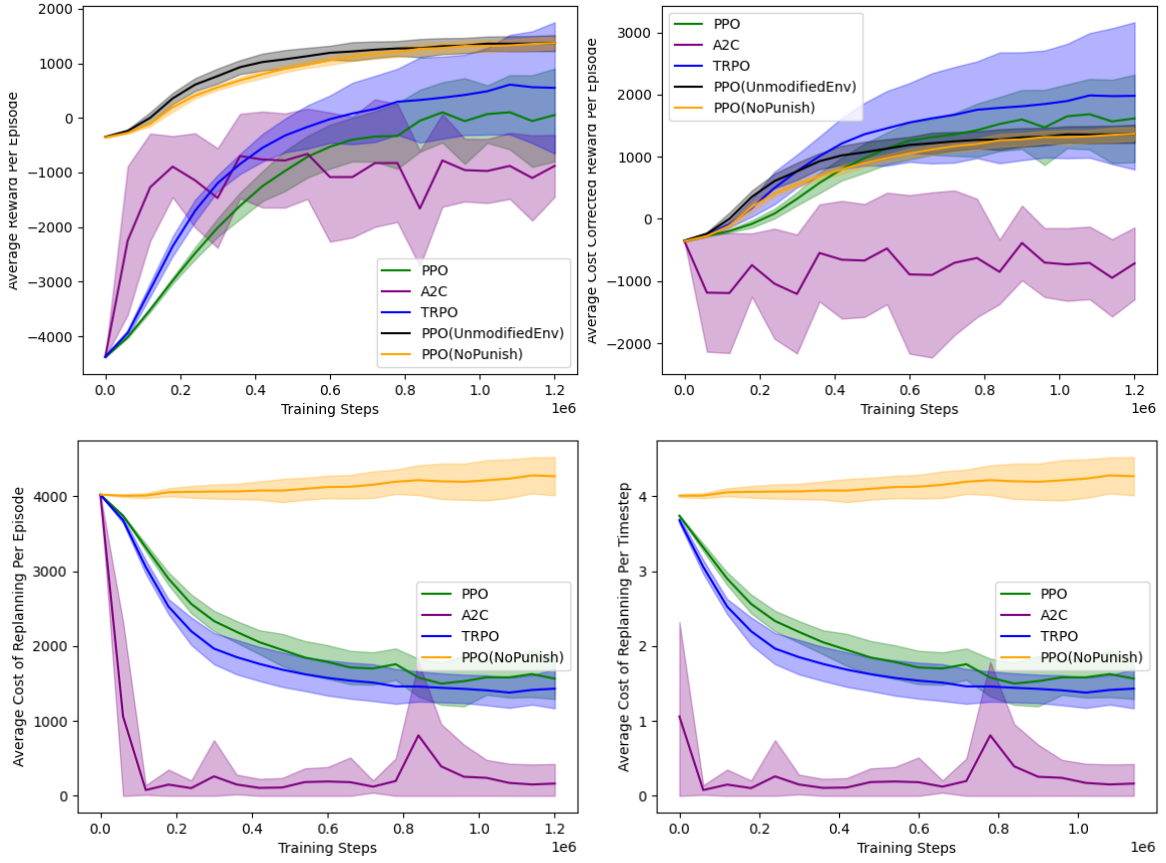 2000
1000
0
−1000
−2000
−3000
−4000
Average Reward Per Episode
PPO
A2C
TRPO
PPO(UnmodifiedEnv)
PPO(NoPunish)
0.0 0.2 0.4 0.6 0.8 1.0 1.2
1e6
Training Steps
3000
2000
1000
0
−1000
−2000
Average Cost Corrected Reward Per Episode
PPO
A2C
TRPO
PPO(UnmodifiedEnv)
PPO(NoPunish)
0.0 0.2 0.4 0.6 0.8 1.0 1.2
1e6
Training Steps
4000
3000
2000
1000
0
Average Cost of Replanning Per Episode
PPO
A2C
TRPO
PPO(NoPunish)
0.0 0.2 0.4 0.6 0.8 1.0 1.2
1e6
Training Steps
4
3
2
1
0
Average Cost of Replanning Per Timestep
PPO
A2C
TRPO
PPO(NoPunish)
0.0 0.2 0.4 0.6 0.8 1.0
1e6
Training Steps